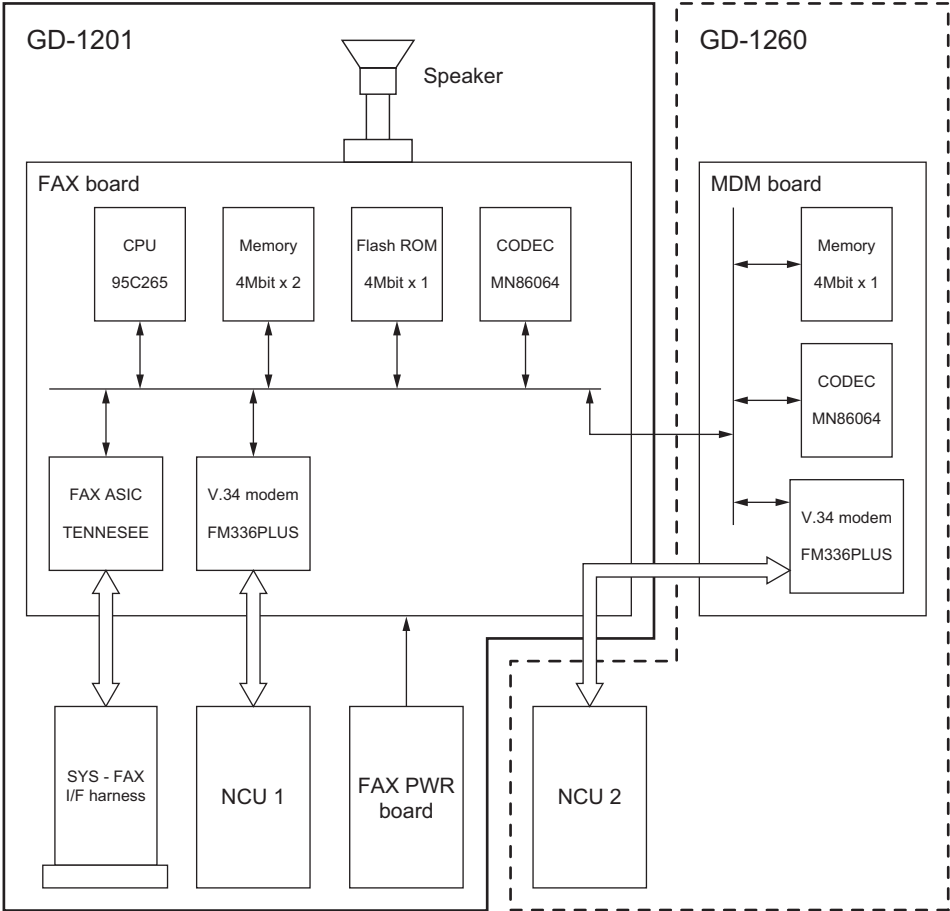 GD-1201
GD-1260
Speaker
FAX board
MDM board
CPU
95C265
Memory
4Mbit x 2
Flash ROM
4Mbit x 1
CODEC
MN86064
Memory
4Mbit x 1
CODEC
MN86064
FAX ASIC
TENNESEE
V.34 modem
FM336PLUS
V.34 modem
FM336PLUS
SYS - FAX
I/F harness
NCU 1
FAX PWR
board
NCU 2